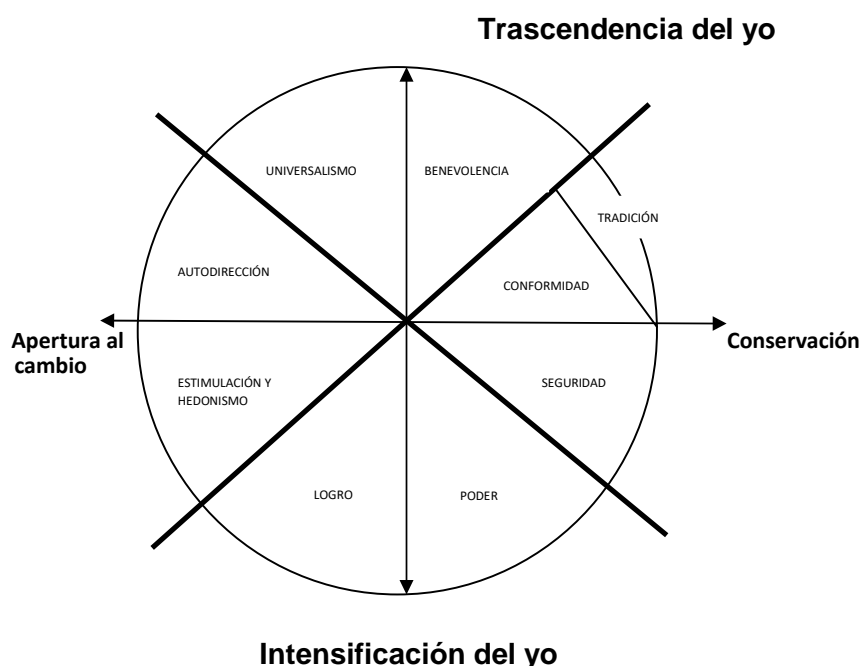 Trascendencia del yo
UNIVERSALISMO
BENEVOLENCIA
TRADICIÓN
AUTODIRECCIÓN
CONFORMIDAD
Apertura al
cambio
Conservación
ESTIMULACIÓN Y
HEDONISMO
SEGURIDAD
LOGRO
PODER
Intensificación del yo